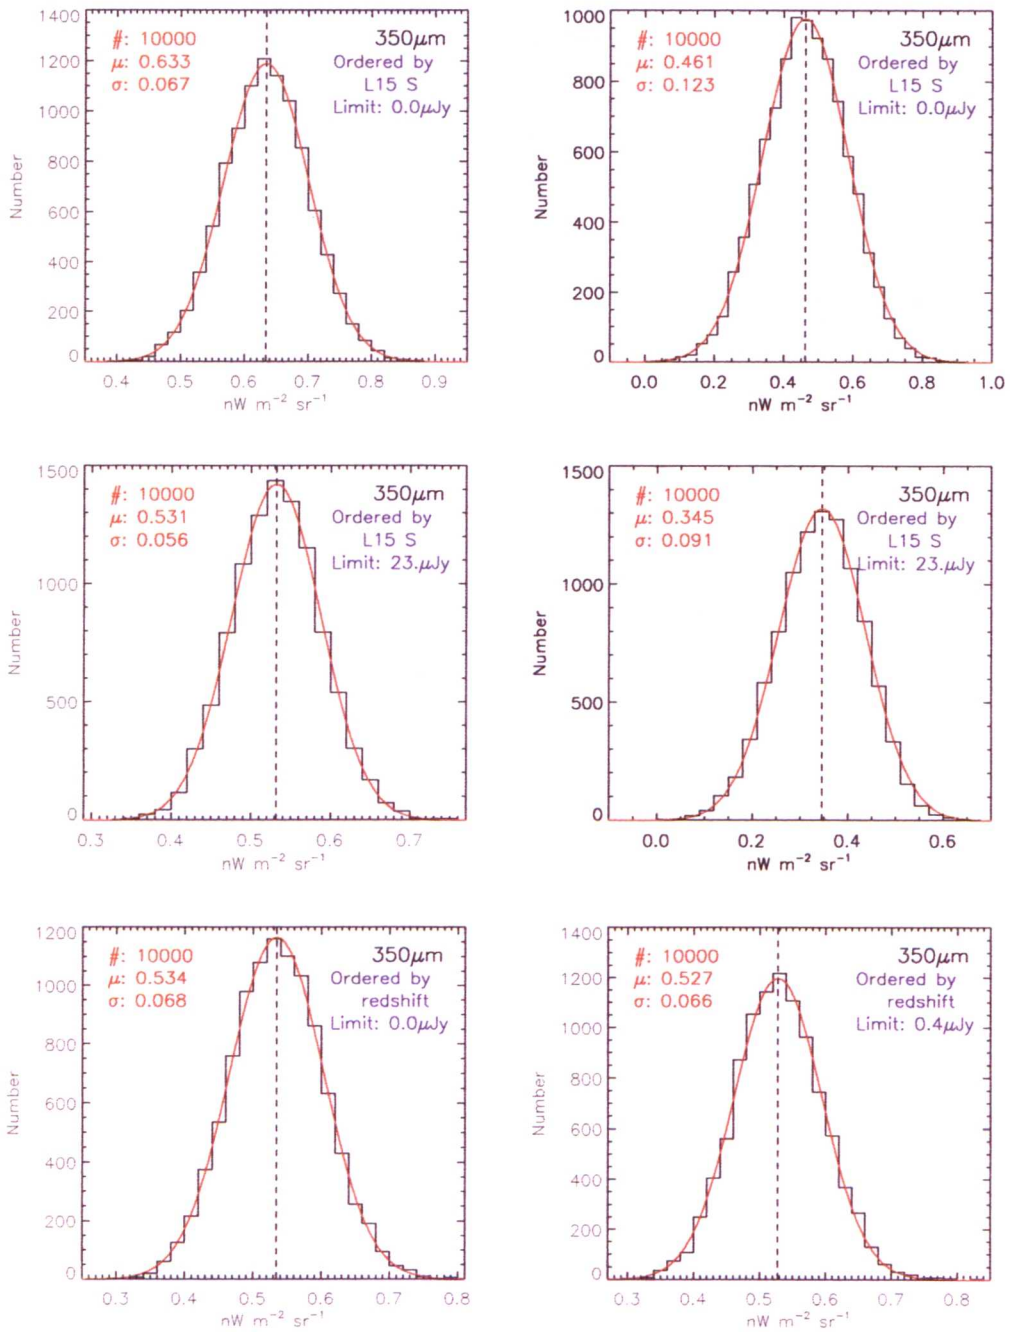 1400
1200
1000
800
600
400
200
0
Number
#: 10000
μ: 0.633
σ: 0.067
350μm
Ordered by
L15 S
Limit: 0.0μJy
0.4 0.5 0.6 0.7 0.8 0.9
nW m⁻² sr⁻¹
1000
800
600
400
200
0
Number
#: 10000
μ: 0.461
σ: 0.123
350μm
Ordered by
L15 S
Limit: 0.0μJy
0.0 0.2 0.4 0.6 0.8 1.0
nW m⁻² sr⁻¹
1500
1000
500
0
Number
#: 10000
μ: 0.531
σ: 0.056
350μm
Ordered by
L15 S
Limit: 23.μJy
0.3 0.4 0.5 0.6 0.7
nW m⁻² sr⁻¹
1500
1000
500
0
Number
#: 10000
μ: 0.345
σ: 0.091
350μm
Ordered by
L15 S
Limit: 23.μJy
0.0 0.2 0.4 0.6
nW m⁻² sr⁻¹
1200
1000
800
600
400
200
0
Number
#: 10000
μ: 0.534
σ: 0.068
350μm
Ordered by
redshift
Limit: 0.0μJy
0.3 0.4 0.5 0.6 0.7 0.8
nW m⁻² sr⁻¹
1400
1200
1000
800
600
400
200
0
Number
#: 10000
μ: 0.527
σ: 0.066
350μm
Ordered by
redshift
Limit: 0.4μJy
0.3 0.4 0.5 0.6 0.7 0.8
nW m⁻² sr⁻¹